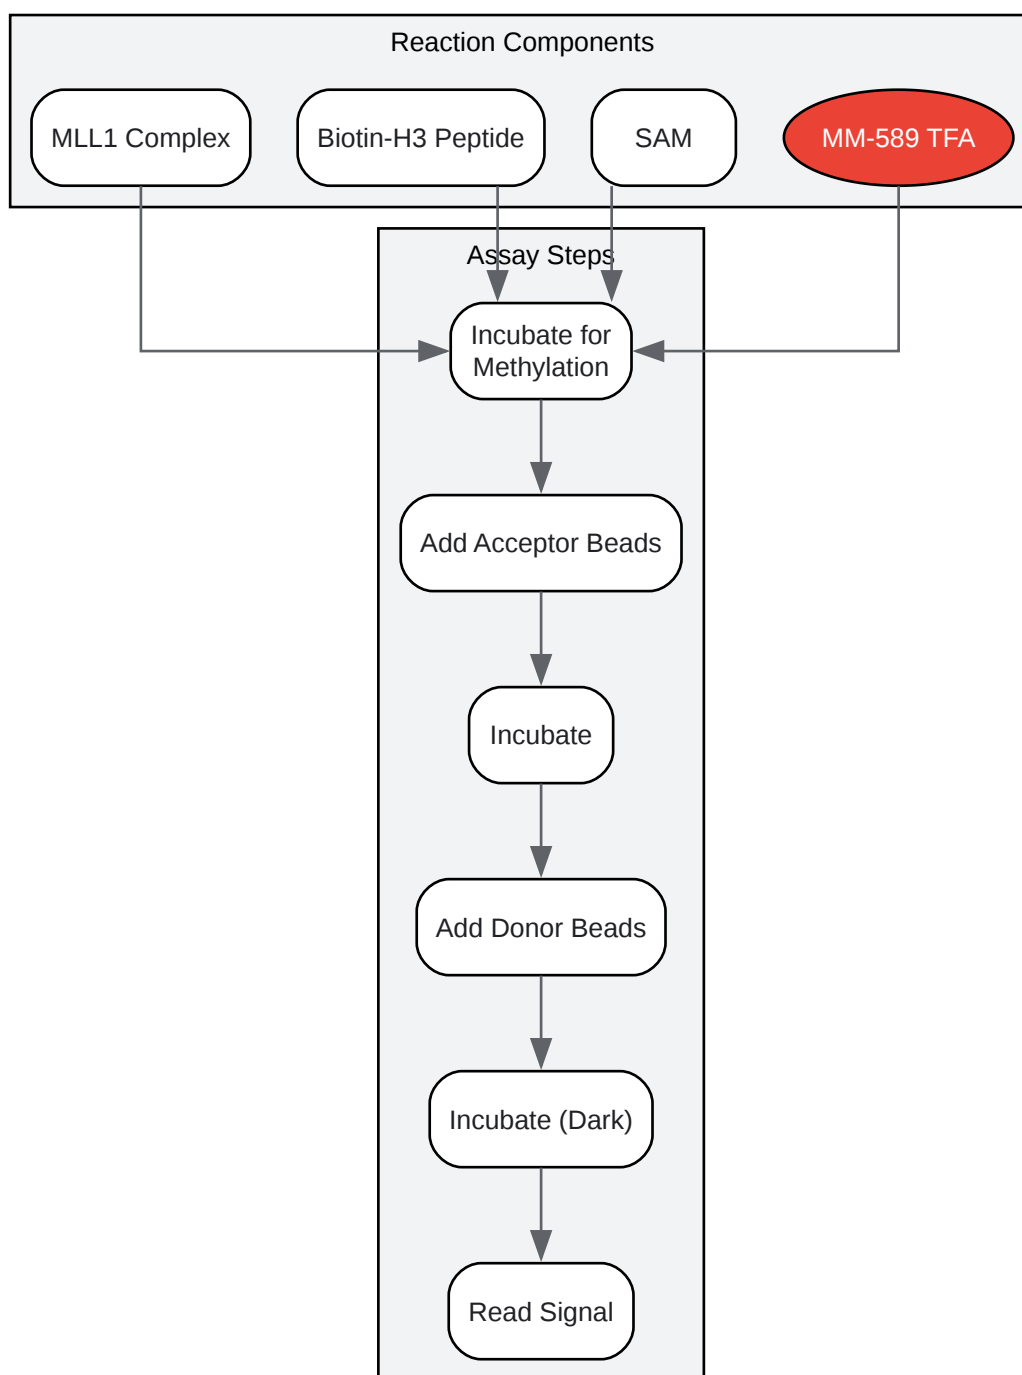 Reaction Components
MLL1 Complex
Biotin-H3 Peptide
SAM
MM-589 TFA
Assay Steps
Incubate for
Methylation
Add Acceptor Beads
Incubate
Add Donor Beads
Incubate (Dark)
Read Signal